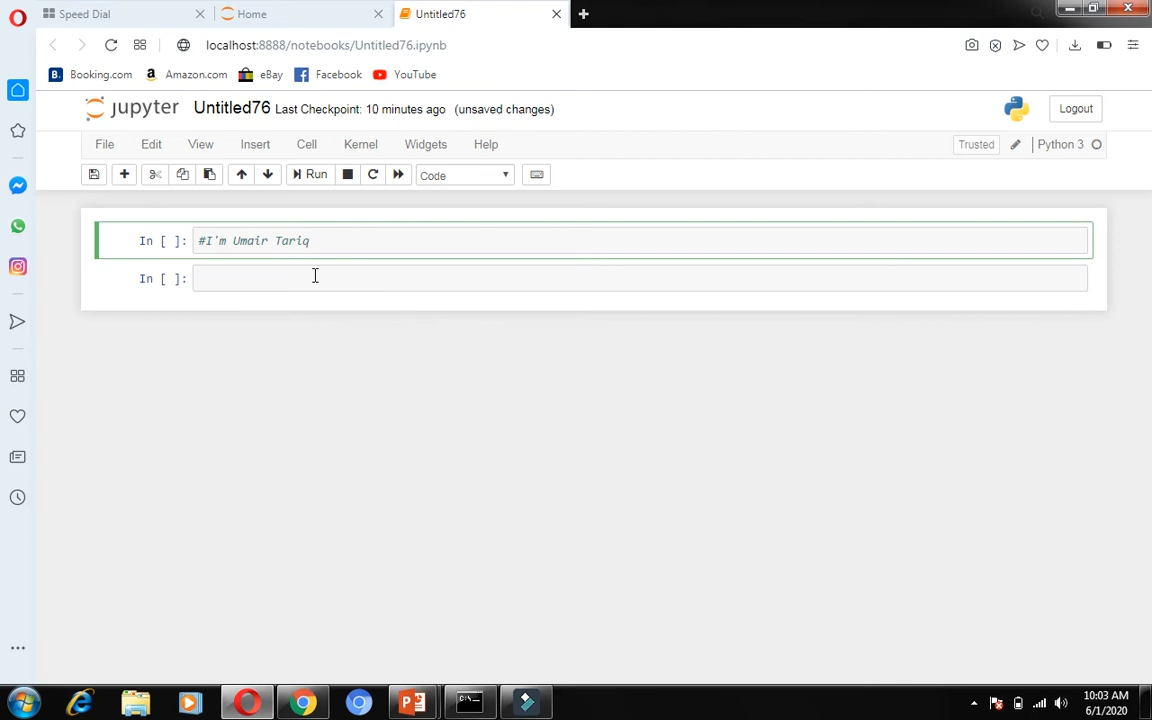 Speed Dial
Home
Untitled76
localhost:8888/notebooks/Untitled76.ipynb
B. Booking.com
a Amazon.com
eBay
Facebook
YouTube
jupyter Untitled76 Last Checkpoint: 10 minutes ago (unsaved changes)
Logout
File Edit View Insert Cell Kernel Widgets Help
Trusted
Python 3
Run
Code
In [ ]: #I'm Umair Tariq
In [ ]:
C:\.
10:03 AM
6/1/2020